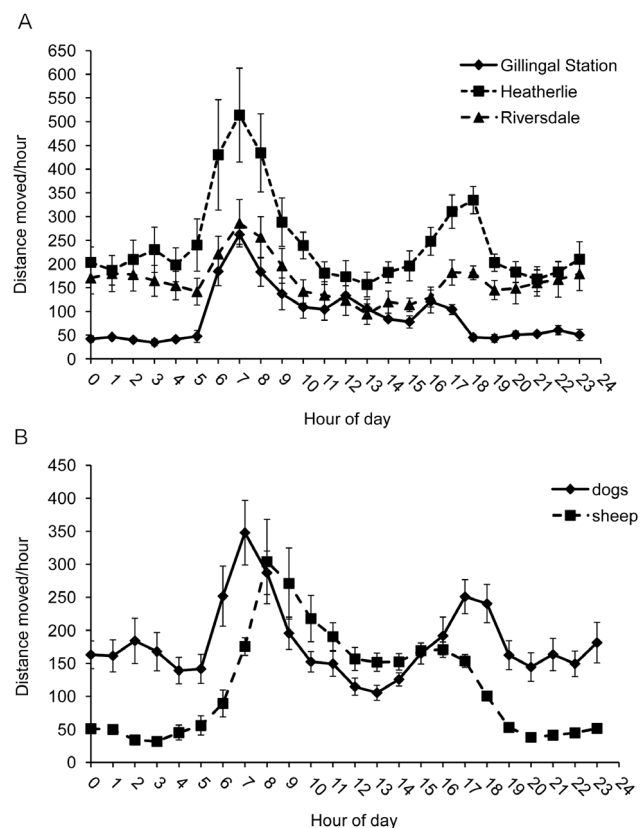 A
650
600
550
500
450
400
350
300
250
200
150
100
50
0
Distance moved/hour
Gillingal Station
Heatherlie
Riversdale
0 1 2 3 4 5 6 7 8 9 10 11 12 13 14 15 16 17 18 19 20 21 22 23 24
Hour of day
B
450
400
350
300
250
200
150
100
50
0
Distance moved/hour
dogs
sheep
0 1 2 3 4 5 6 7 8 9 10 11 12 13 14 15 16 17 18 19 20 21 22 23 24
Hour of day